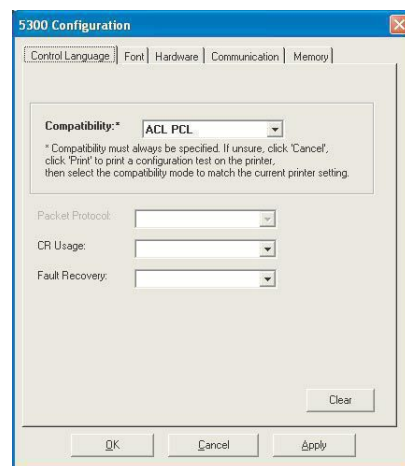 5300 Configuration
Control Language Font Hardware Communication Memory
Compatibility:* ACL PCL
* Compatibility must always be specified. If unsure, click 'Cancel',
click 'Print' to print a configuration test on the printer,
then select the compatibility mode to match the current printer setting.
Packet Protocol:
CR Usage:
Fault Recovery:
Clear
OK Cancel Apply